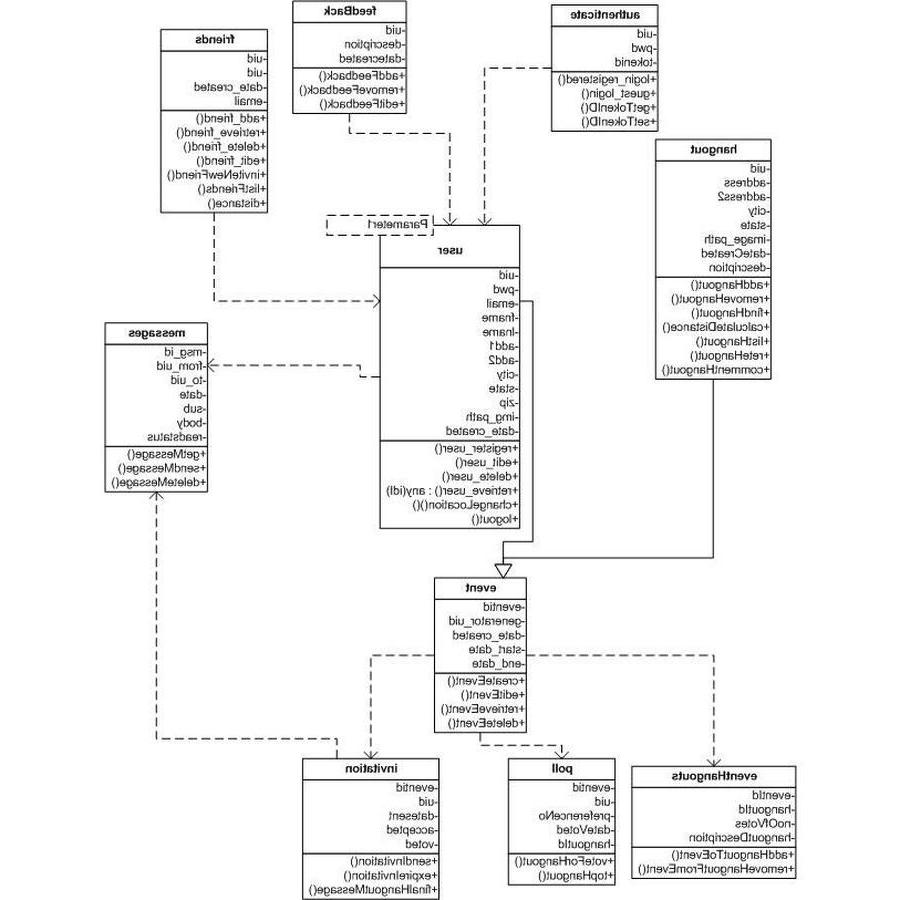 feedBack
-uid
-description
-datecreated
+addFeedback()
+removeFeedback()
+editFeedback()
authenticate
-uid
-pwd
-tokenid
+login_registered()
+guest_login()
+getTokenID()
+setTokenID()
friends
-uid
-uid
-date_created
-email
+add_friend()
+retrieve_friend()
+delete_friend()
+edit_friend()
+inviteNewFriend()
+listFriends()
+distance()
hangout
-uid
-address
-address2
-city
-state
-image_path
-dateCreated
-description
+addHangout()
+removeHangout()
+findHangout()
+calculateDistance()
+listHangout()
+reteHangout()
+commentHangout()
Parameter1
user
-uid
-pwd
-email
-fname
-lname
-add1
-add2
-city
-state
-zip
-img_path
-date_created
+register_user()
+edit_user()
+delete_user()
+retrieve_user() : any(idl)
+changeLocation()()
+logout()
messages
-msg_id
-from_uid
-to_uid
-date
-sub
-body
-readstatus
+getMessage()
+sendMessage()
+deleteMessage()
event
-eventid
-generator_uid
-date_created
-start_date
-end_date
+createEvent()
+editEvent()
+retrieveEvent()
+deleteEvent()
invitation
-eventid
-uid
-datesent
-accepted
-voted
+sendInvitation()
+expireInvitation()
+finalHangoutMessage()
poll
-eventid
-uid
-preferenceNo
-dateVoted
-hangoutId
+voteForHangout()
+topHangout()
eventHangouts
-eventId
-hangoutId
-noOfVotes
-hangoutDescription
+addHangoutToEvent()
+removeHangoutFromEvent()